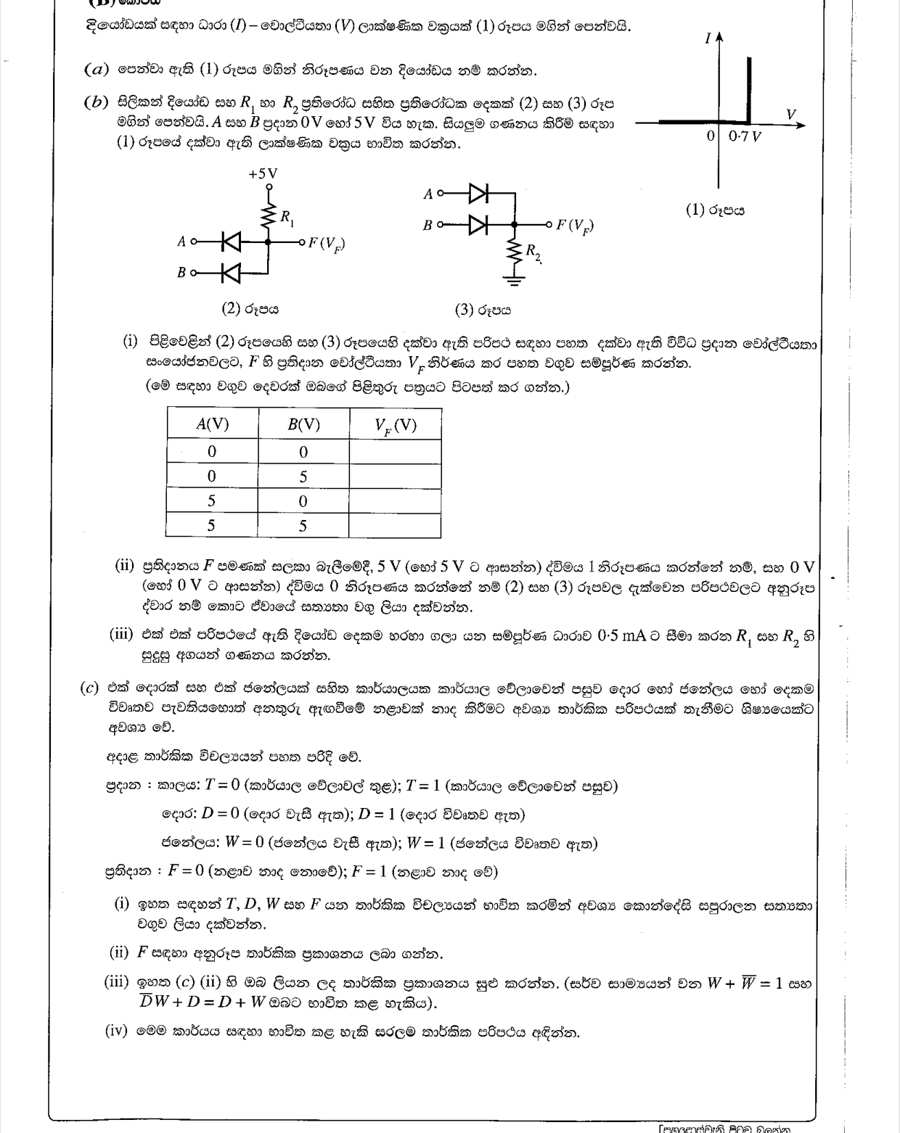 (B) කොටස
දියෝඩයක් සඳහා ධාරා (I) – වෝල්ටීයතා (V) ලාක්ෂණික වක්‍රයක් (1) රූපය මගින් පෙන්වයි.
(a) පෙන්වා ඇති (1) රූපය මගින් නිරූපණය වන දියෝඩය නම් කරන්න.
(b) සිලිකන් දියෝඩ සහ R₁ හා R₂ ප්‍රතිරෝධ සහිත ප්‍රතිරෝධක දෙකක් (2) සහ (3) රූප
මගින් පෙන්වයි. A සහ B ප්‍රදාන 0 V හෝ 5 V විය හැක. සියලුම ගණනය කිරීම් සඳහා
(1) රූපයේ දක්වා ඇති ලාක්ෂණික වක්‍රය භාවිත කරන්න.
I
V
0
0·7 V
(1) රූපය
+5 V
R₁
A
F (V_F)
B
(2) රූපය
A
B
F (V_F)
R₂
(3) රූපය
(i) පිළිවෙළින් (2) රූපයෙහි සහ (3) රූපයෙහි දක්වා ඇති පරිපථ සඳහා පහත දක්වා ඇති විවිධ ප්‍රදාන වෝල්ටීයතා
සංයෝජනවලට, F හි ප්‍රතිදාන වෝල්ටීයතා V_F නිර්ණය කර පහත වගුව සම්පූර්ණ කරන්න.
(මේ සඳහා වගුව දෙවරක් ඔබගේ පිළිතුරු පත්‍රයට පිටපත් කර ගන්න.)
A(V) B(V) V_F (V)
0 0
0 5
5 0
5 5
(ii) ප්‍රතිදානය F පමණක් සලකා බැලීමේදී, 5 V (හෝ 5 V ට ආසන්න) ද්විමය 1 නිරූපණය කරන්නේ නම්, සහ 0 V
(හෝ 0 V ට ආසන්න) ද්විමය 0 නිරූපණය කරන්නේ නම් (2) සහ (3) රූපවල දැක්වෙන පරිපථවලට අනුරූප
ද්වාර නම් කොට ඒවායේ සත්‍යතා වගු ලියා දක්වන්න.
(iii) එක් එක් පරිපථයේ ඇති දියෝඩ දෙකම හරහා ගලා යන සම්පූර්ණ ධාරාව 0·5 mA ට සීමා කරන R₁ සහ R₂ හි
සුදුසු අගයන් ගණනය කරන්න.
(c) එක් දොරක් සහ එක් ජනේලයක් සහිත කාර්යාලයක කාර්යාල වේලාවෙන් පසුව දොර හෝ ජනේලය හෝ දෙකම
විවෘතව පැවතියහොත් අනතුරු ඇඟවීමේ නළාවක් නාද කිරීමට අවශ්‍ය තාර්කික පරිපථයක් තැනීමට ශිෂ්‍යයෙක්ට
අවශ්‍ය වේ.
අදාළ තාර්කික විචල්‍යයන් පහත පරිදි වේ.
ප්‍රදාන : කාලය: T = 0 (කාර්යාල වේලාවල් තුළ); T = 1 (කාර්යාල වේලාවෙන් පසුව)
දොර: D = 0 (දොර වැසී ඇත); D = 1 (දොර විවෘතව ඇත)
ජනේලය: W = 0 (ජනේලය වැසී ඇත); W = 1 (ජනේලය විවෘතව ඇත)
ප්‍රතිදාන : F = 0 (නළාව නාද නොවේ); F = 1 (නළාව නාද වේ)
(i) ඉහත සඳහන් T, D, W සහ F යන තාර්කික විචල්‍යයන් භාවිත කරමින් අවශ්‍ය කොන්දේසි සපුරාලන සත්‍යතා
වගුව ලියා දක්වන්න.
(ii) F සඳහා අනුරූප තාර්කික ප්‍රකාශනය ලබා ගන්න.
(iii) ඉහත (c) (ii) හි ඔබ ලියන ලද තාර්කික ප්‍රකාශනය සුළු කරන්න. (සර්ව සාම්‍යයන් වන W + W̅ = 1 සහ
D̅W + D = D + W ඔබට භාවිත කළ හැකිය).
(iv) මෙම කාර්යය සඳහා භාවිත කළ හැකි සරලම තාර්කික පරිපථය අඳින්න.
[පහළොස්වැනි පිටුව බලන්න